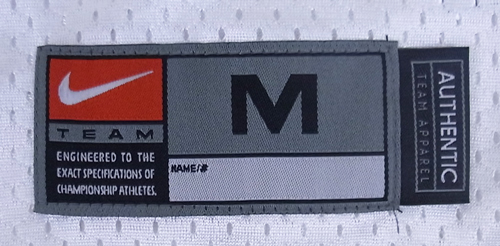 TEAM
ENGINEERED TO THE
EXACT SPECIFICATIONS OF
CHAMPIONSHIP ATHLETES.
M
NAME/#
AUTHENTIC
TEAM APPAREL